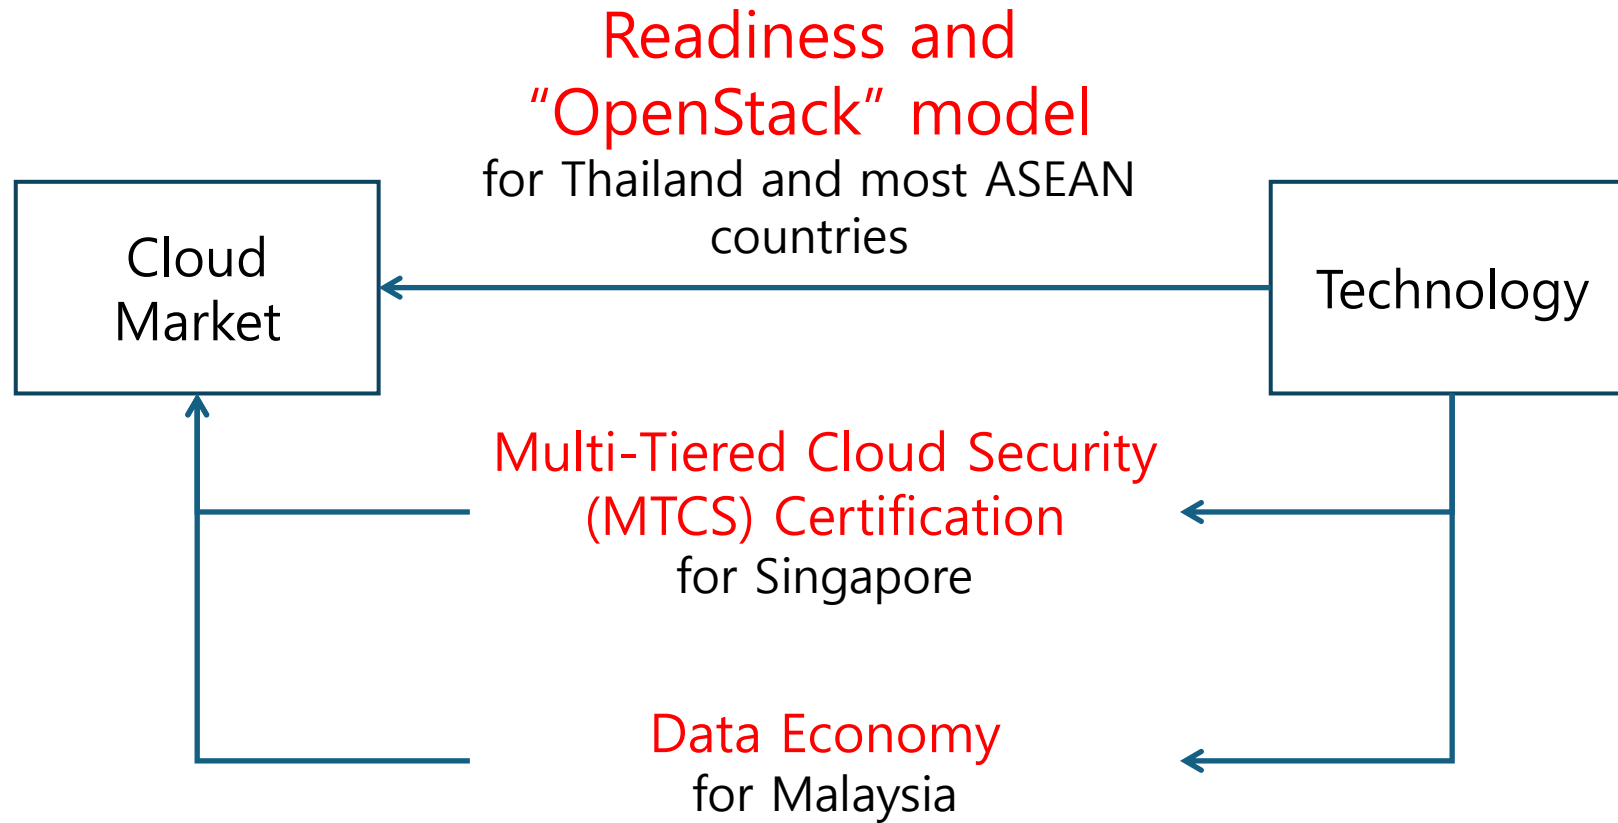 Readiness and
“OpenStack” model
for Thailand and most ASEAN
countries
Cloud
Market
Technology
Multi-Tiered Cloud Security
(MTCS) Certification
for Singapore
Data Economy
for Malaysia